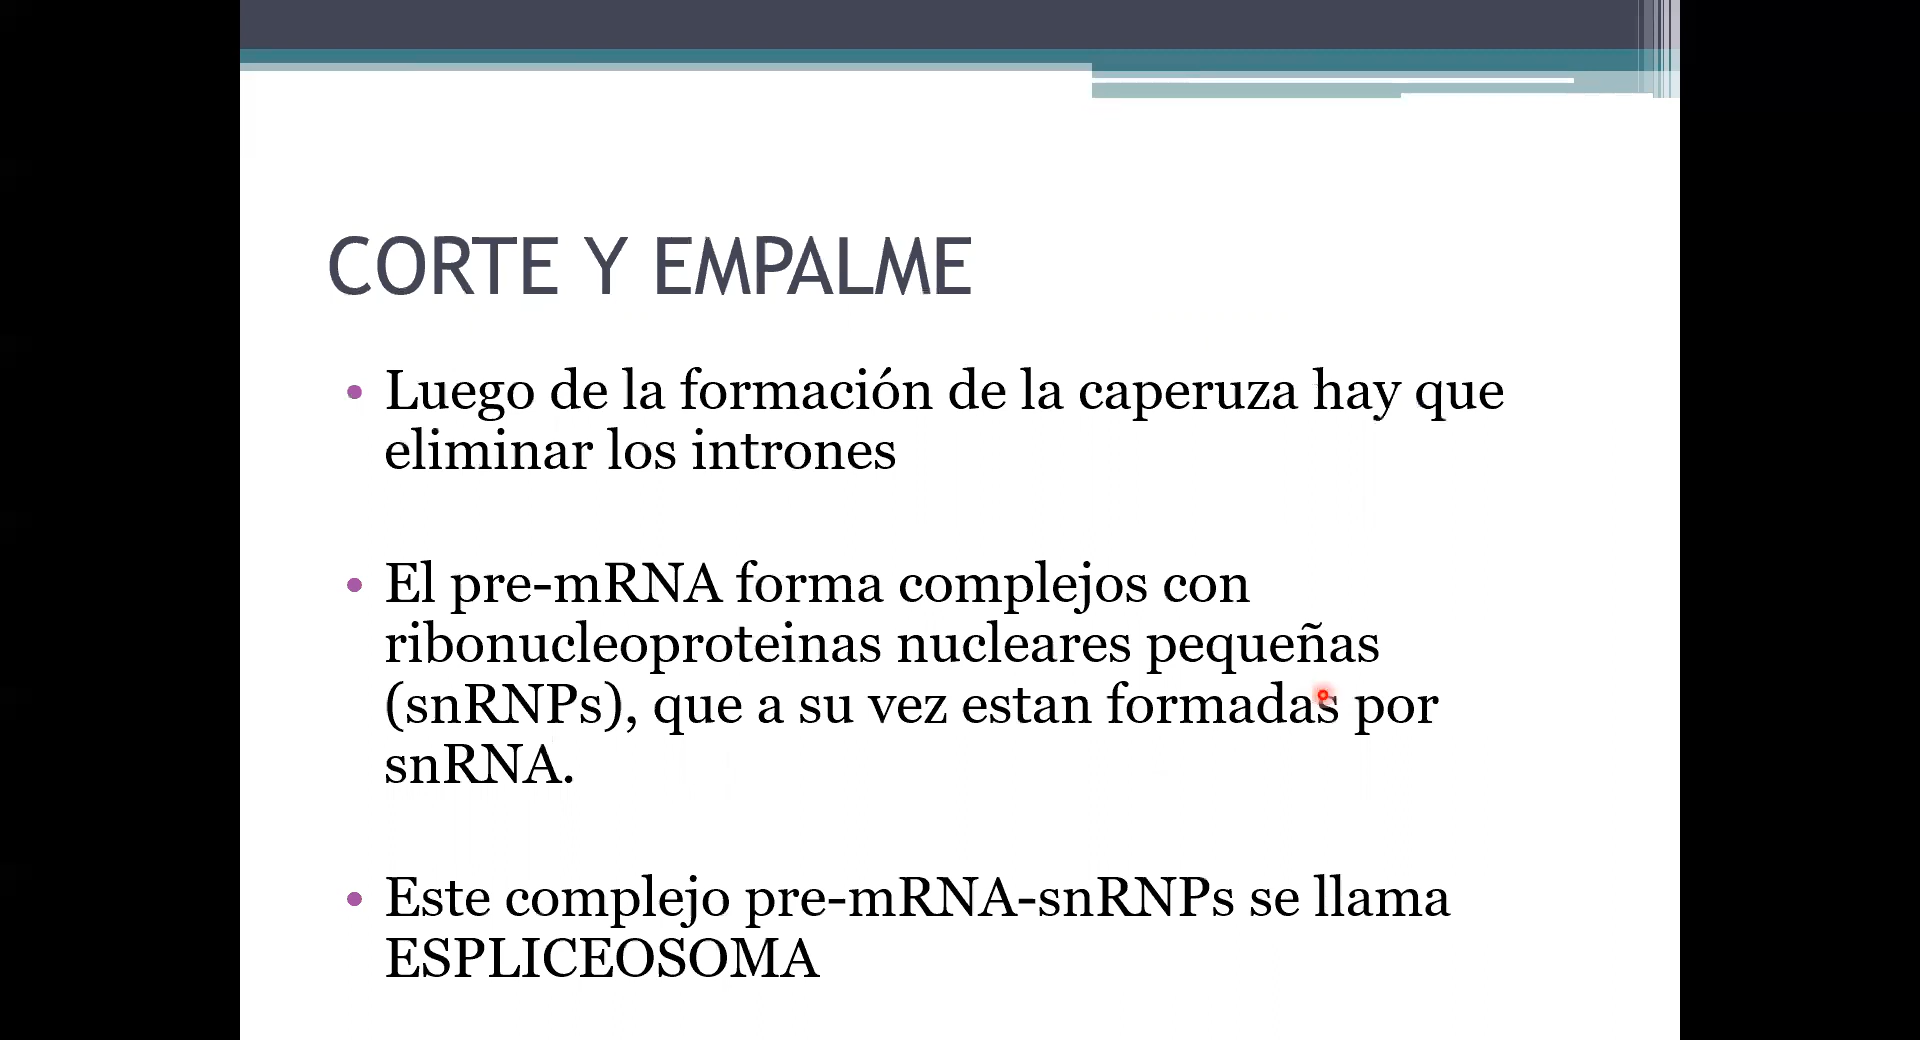 CORTE Y EMPALME
• Luego de la formación de la caperuza hay que
eliminar los intrones
• El pre-mRNA forma complejos con
ribonucleoproteinas nucleares pequeñas
(snRNPs), que a su vez estan formadas por
snRNA.
• Este complejo pre-mRNA-snRNPs se llama
ESPLICEOSOMA